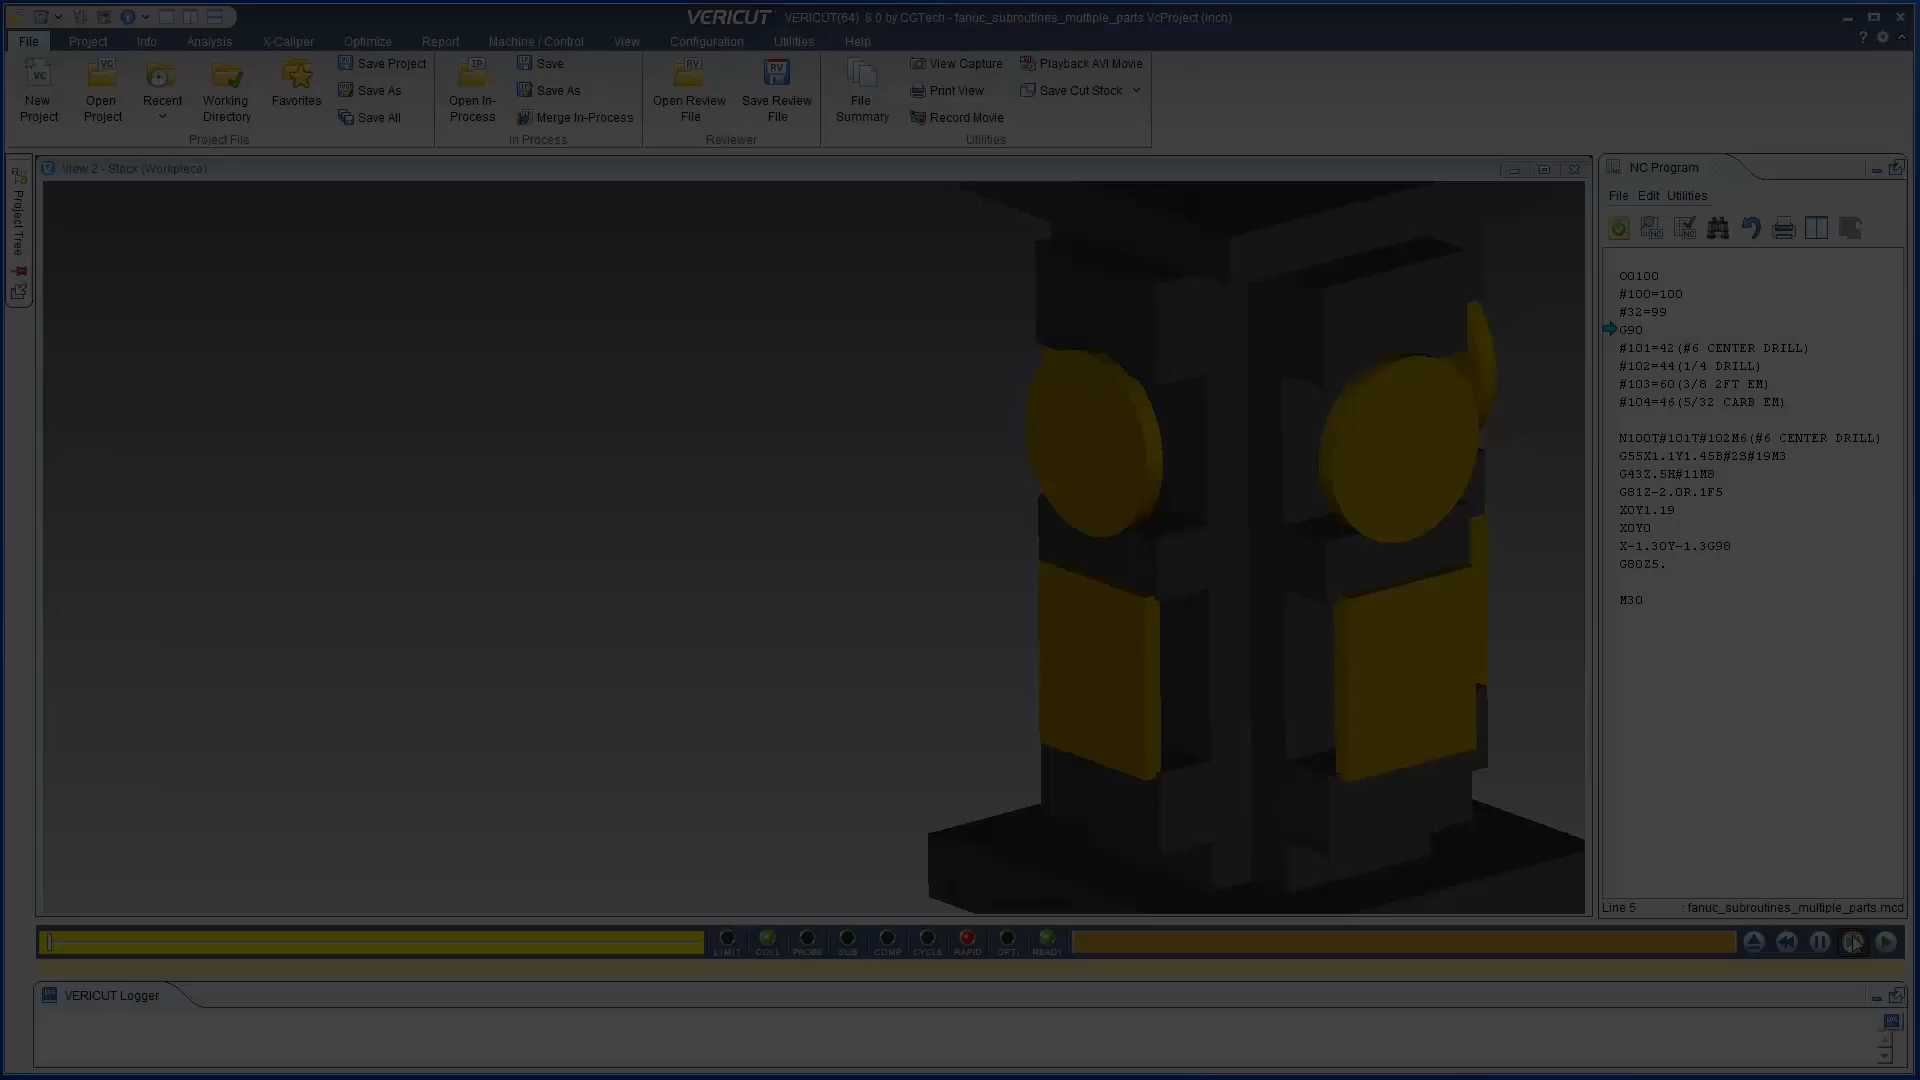 VERICUT VERICUT(64) 8.0 by CGTech - fanuc_subroutines_multiple_parts.VcProject (Inch)
File Project Info Analysis X-Caliper Optimize Report Machine / Control View Configuration Utilities Help
New Project
Open Project
Recent
Working Directory
Favorites
Save Project
Save As
Save All
Project File
Open In-Process
Save
Save As
Merge In-Process
In Process
Open Review File
Save Review File
Reviewer
File Summary
View Capture
Print View
Record Movie
Playback AVI Movie
Save Cut Stock
Utilities
Project Tree
View 2 - Stock (Workpiece)
NC Program
File Edit Utilities
O0100
#100=100
#32=99
G90
#101=42(#6 CENTER DRILL)
#102=44(1/4 DRILL)
#103=60(3/8 2FT EM)
#104=46(5/32 CARB EM)
N100T#101T#102M6(#6 CENTER DRILL)
G55X1.1Y1.45B#2S#19M3
G43Z.5H#11M8
G81Z-2.0R.1F5
X0Y1.19
X0Y0
X-1.30Y-1.3G98
G80Z5.
M30
Line 5 : fanuc_subroutines_multiple_parts.mcd
LIMIT COLL PROBE SUB COMP CYCLE RAPID OPTI READY
VERICUT Logger